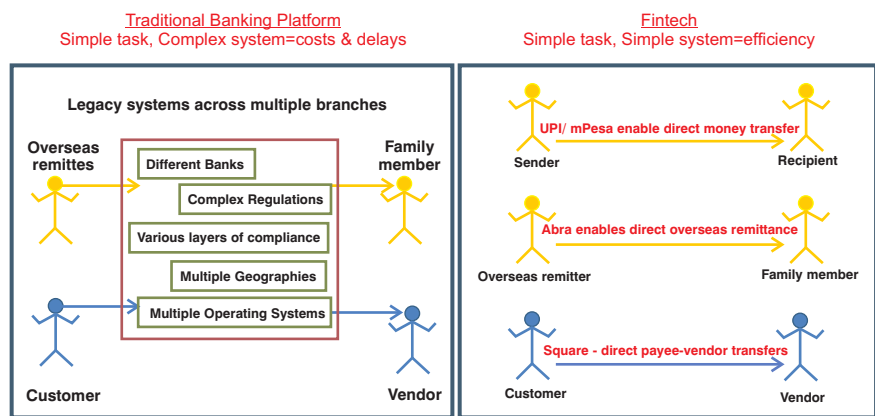 Traditional Banking Platform
Simple task, Complex system=costs & delays
Legacy systems across multiple branches
Overseas
remittes
Family
member
Different Banks
Complex Regulations
Various layers of compliance
Multiple Geographies
Multiple Operating Systems
Customer
Vendor
Fintech
Simple task, Simple system=efficiency
UPI/ mPesa enable direct money transfer
Sender
Recipient
Abra enables direct overseas remittance
Overseas remitter
Family member
Square - direct payee-vendor transfers
Customer
Vendor